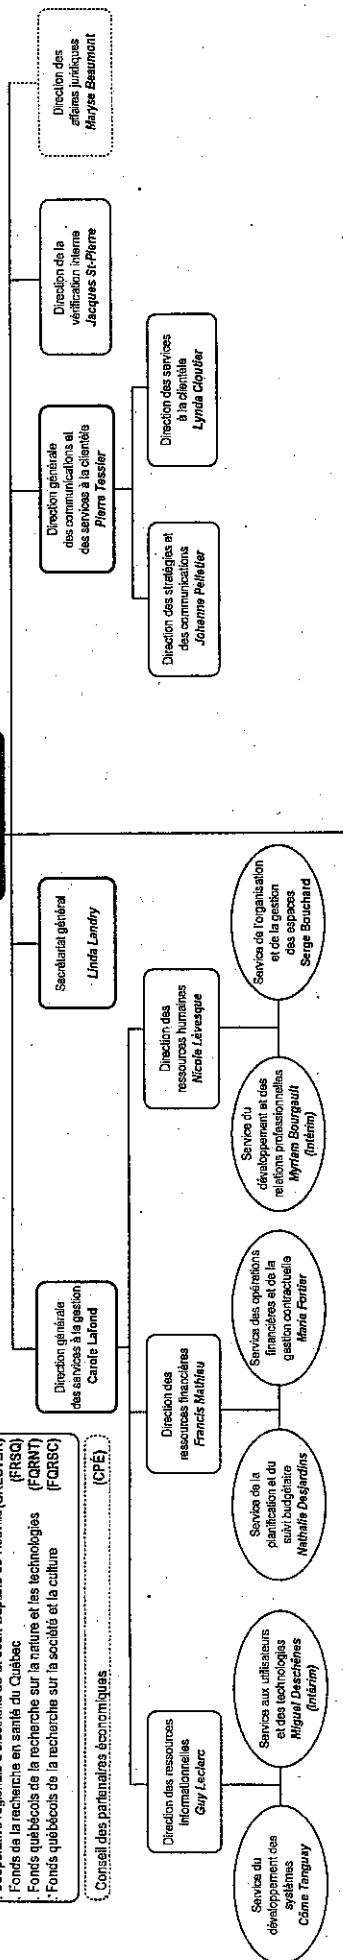 Fonds de la recherche en santé du Québec (FRSQ)
Fonds québécois de la recherche sur la nature et les technologies (FQRNT)
Fonds québécois de la recherche sur la société et la culture (FQRSC)
Conseil des partenaires économiques (CPÉ)
Direction générale
des services à la gestion
Carole Lafond
Secrétariat général
Linda Landry
Direction générale
des communications et
des services à la clientèle
Pierre Tessier
Direction de la
vérification interne
Jacques St-Pierre
Direction des
affaires juridiques
Maryse Beaumont
Direction des ressources
informationnelles
Guy Leclerc
Direction des
ressources financières
Francis Mathieu
Direction des
ressources humaines
Nicole Lévesque
Direction des stratégies et
des communications
Johanne Pelletier
Direction des services
à la clientèle
Lynda Cloutier
Service du
développement des
systèmes
Côme Tanguay
Service aux utilisateurs
et des technologies
Miguel Deschênes
(intérim)
Service de la
planification et du
suivi budgétaire
Nathalie Desjardins
Service des opérations
financières et de la
gestion contractuelle
Marie Fortier
Service du
développement et des
relations professionnelles
Myriam Bourgault
(intérim)
Service de l'organisation
et de la gestion
des espaces
Serge Bouchard